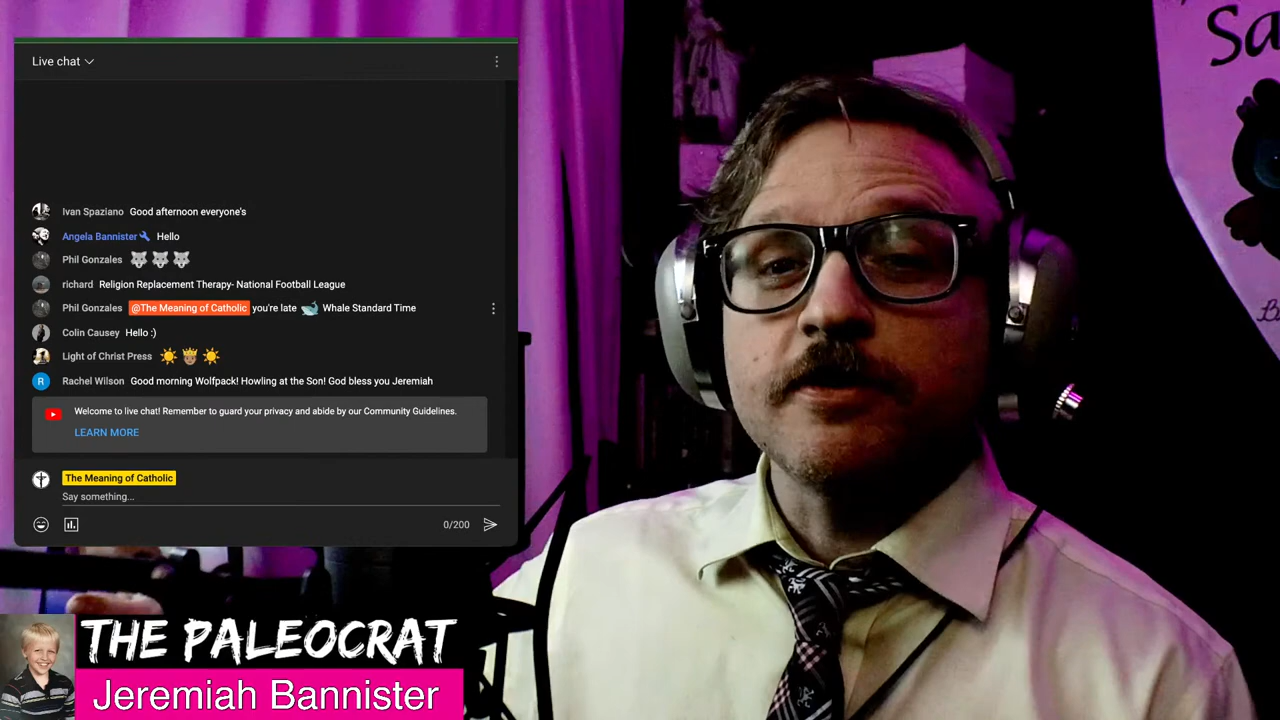 Live chat
Ivan Spaziano Good afternoon everyone's
Angela Bannister Hello
Phil Gonzales
richard Religion Replacement Therapy- National Football League
Phil Gonzales @The Meaning of Catholic you're late Whale Standard Time
Colin Causey Hello :)
Light of Christ Press
R Rachel Wilson Good morning Wolfpack! Howling at the Son! God bless you Jeremiah
Welcome to live chat! Remember to guard your privacy and abide by our Community Guidelines.
LEARN MORE
The Meaning of Catholic
Say something...
0/200
THE PALEOCRAT
Jeremiah Bannister
Sa